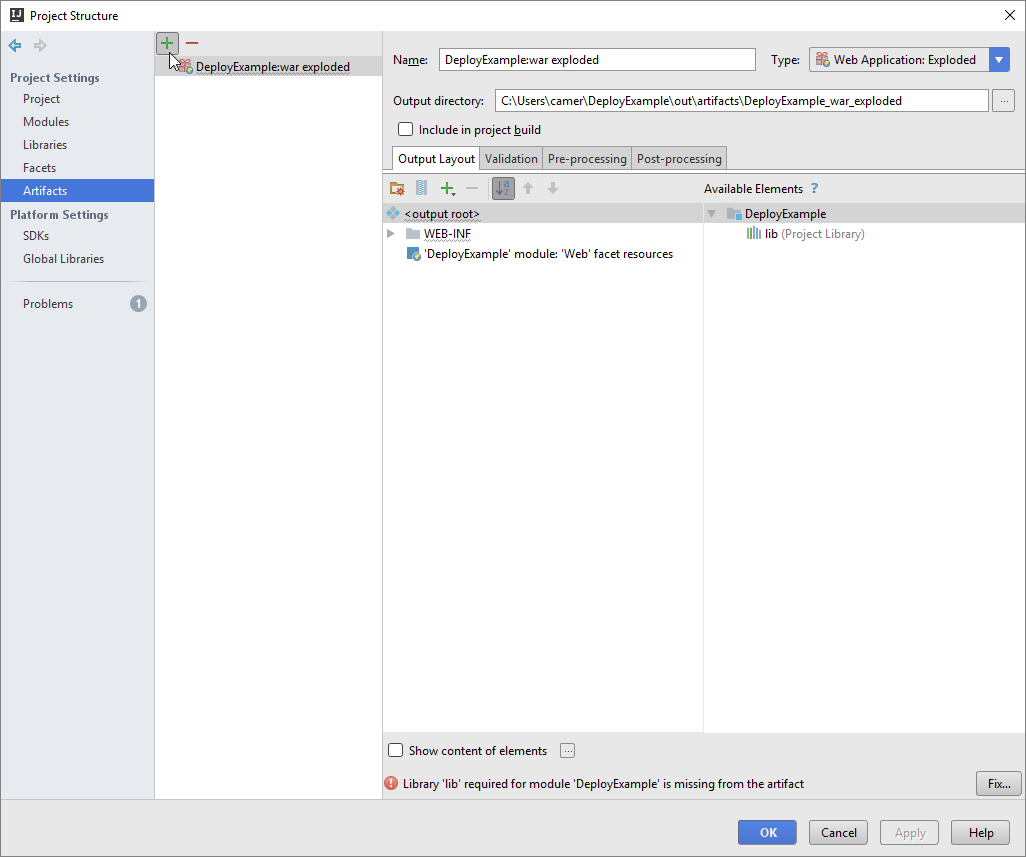 Project Structure
Project Settings
Project
Modules
Libraries
Facets
Artifacts
Platform Settings
SDKs
Global Libraries
Problems 1
DeployExample:war exploded
Name: DeployExample:war exploded Type: Web Application: Exploded
Output directory: C:\Users\camer\DeployExample\out\artifacts\DeployExample_war_exploded ...
Include in project build
Output Layout Validation Pre-processing Post-processing
Available Elements ?
<output root>
WEB-INF
'DeployExample' module: 'Web' facet resources
DeployExample
lib (Project Library)
Show content of elements ...
Library 'lib' required for module 'DeployExample' is missing from the artifact Fix...
OK Cancel Apply Help